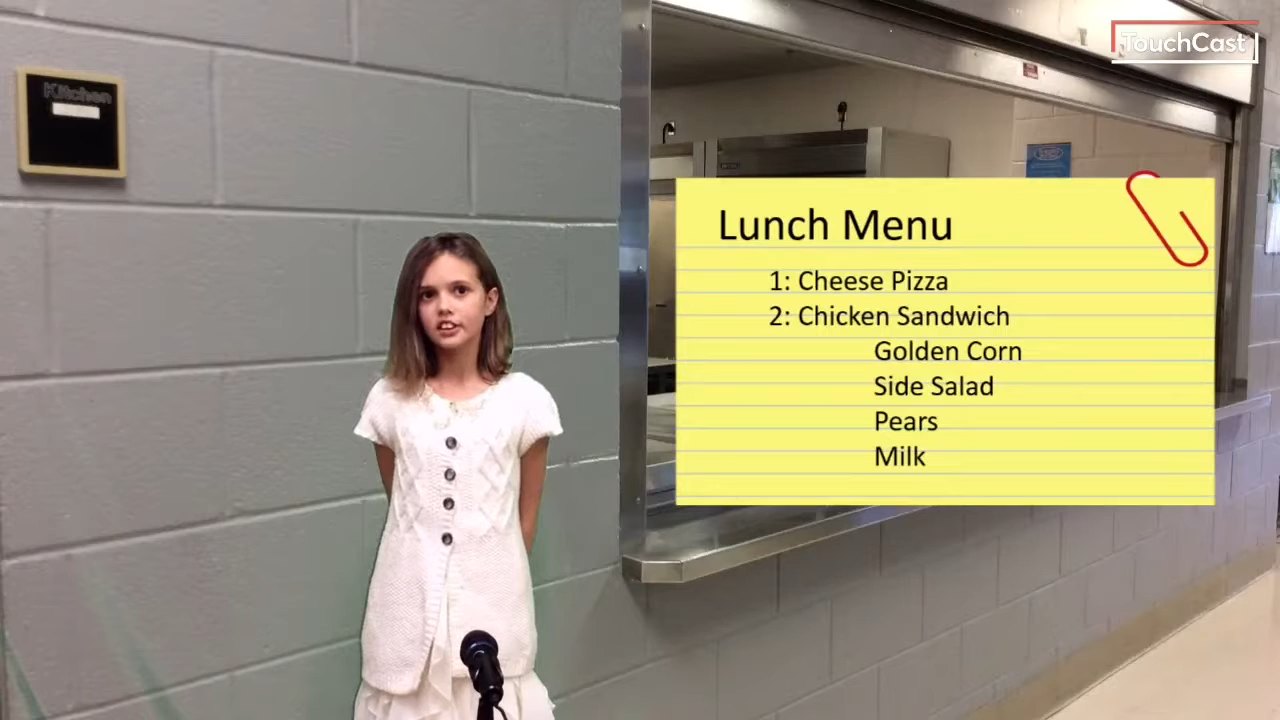 TouchCast
Kitchen
Lunch Menu
1: Cheese Pizza
2: Chicken Sandwich
Golden Corn
Side Salad
Pears
Milk